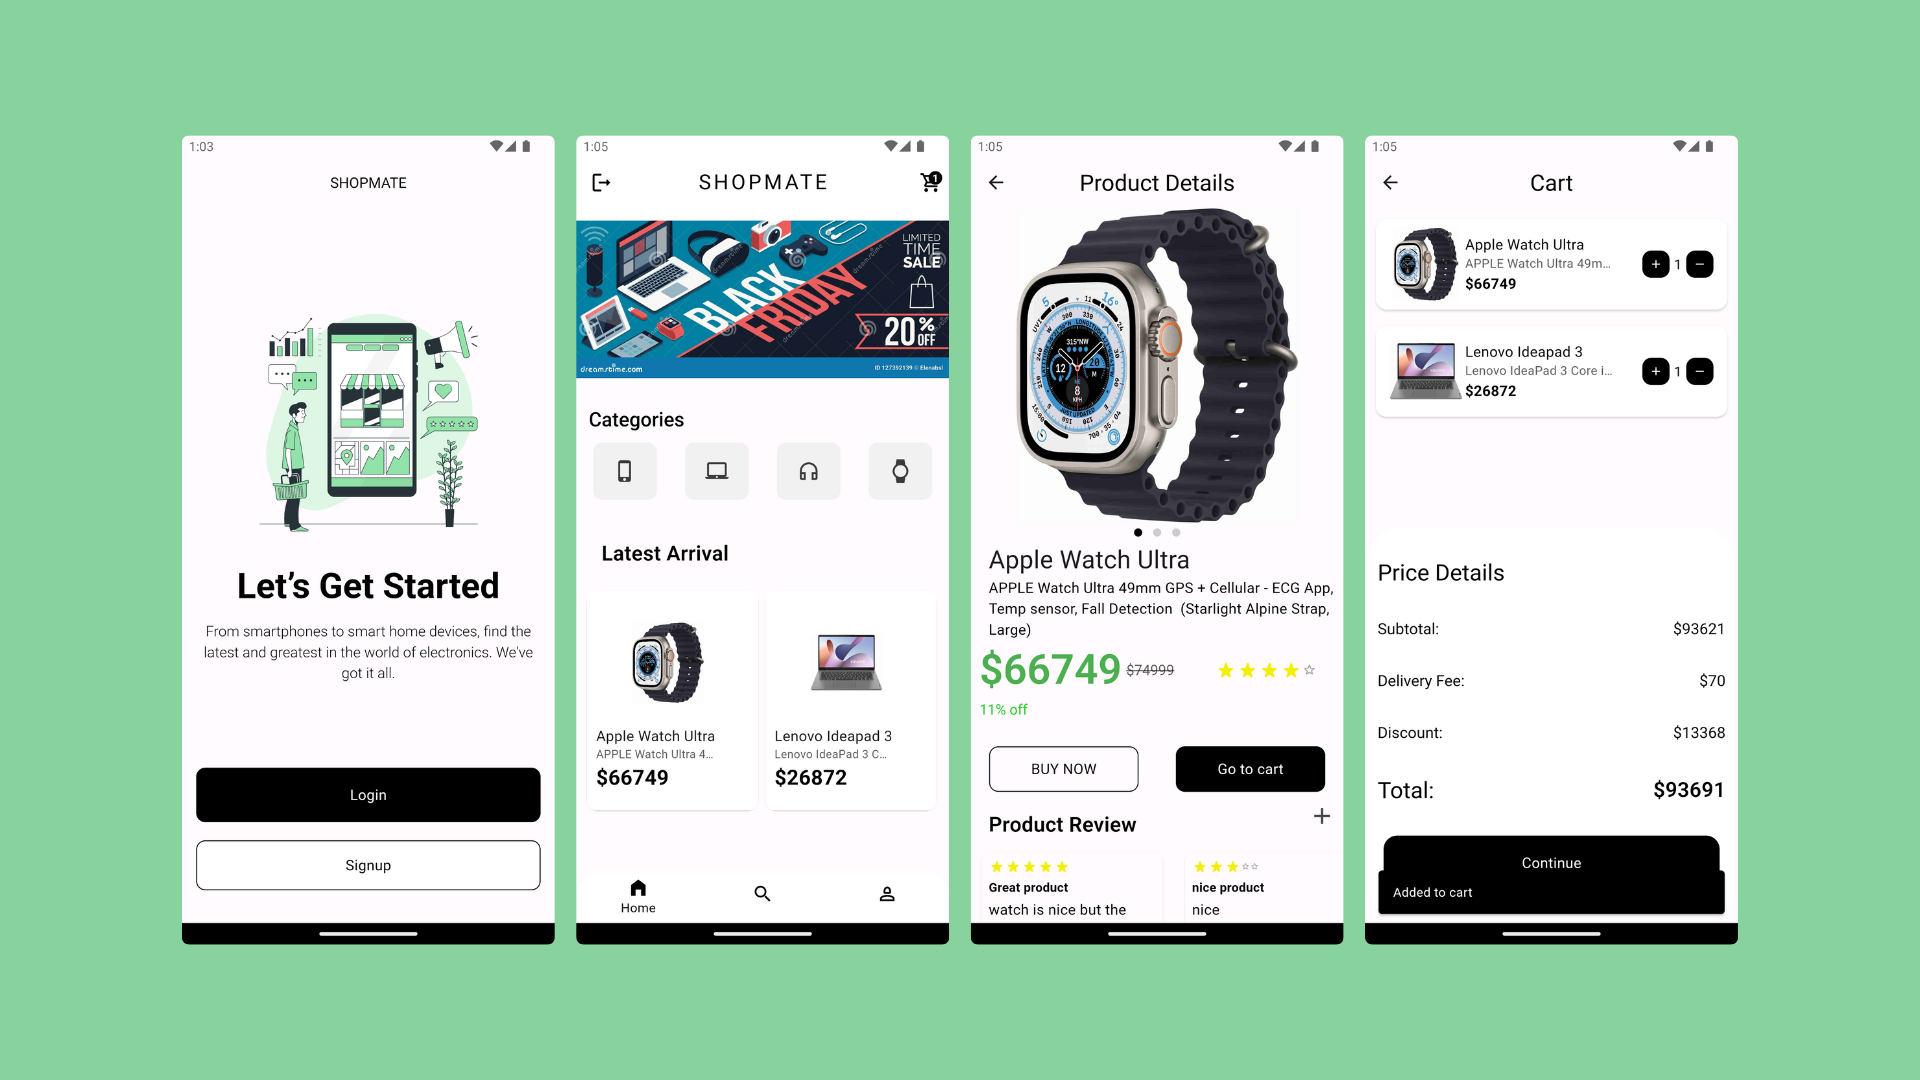 1:03
SHOPMATE
Let's Get Started
From smartphones to smart home devices, find the
latest and greatest in the world of electronics. We've
got it all.
Login
Signup
1:05
SHOPMATE
1
BLACK
FRIDAY
LIMITED
TIME
SALE
20% OFF
dreamstime.com
ID 127392139 © Elenabsl
Categories
Latest Arrival
Apple Watch Ultra
APPLE Watch Ultra 4...
$66749
Lenovo Ideapad 3
Lenovo IdeaPad 3 C...
$26872
Home
1:05
Product Details
Apple Watch Ultra
APPLE Watch Ultra 49mm GPS + Cellular - ECG App,
Temp sensor, Fall Detection (Starlight Alpine Strap,
Large)
$66749 $74999
11% off
BUY NOW
Go to cart
Product Review
Great product
watch is nice but the
nice product
nice
1:05
Cart
Apple Watch Ultra
APPLE Watch Ultra 49m...
$66749
+ 1 −
Lenovo Ideapad 3
Lenovo IdeaPad 3 Core i...
$26872
+ 1 −
Price Details
Subtotal: $93621
Delivery Fee: $70
Discount: $13368
Total: $93691
Continue
Added to cart